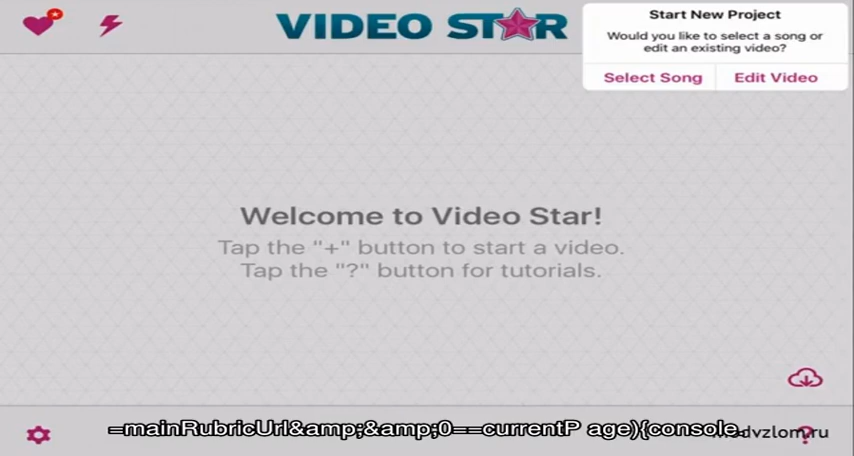 VIDEO STAR
Start New Project
Would you like to select a song or
edit an existing video?
Select Song
Edit Video
Welcome to Video Star!
Tap the "+" button to start a video.
Tap the "?" button for tutorials.
=mainRubricUrl&amp;&amp;0==currentP age){console.
modvzlom.ru